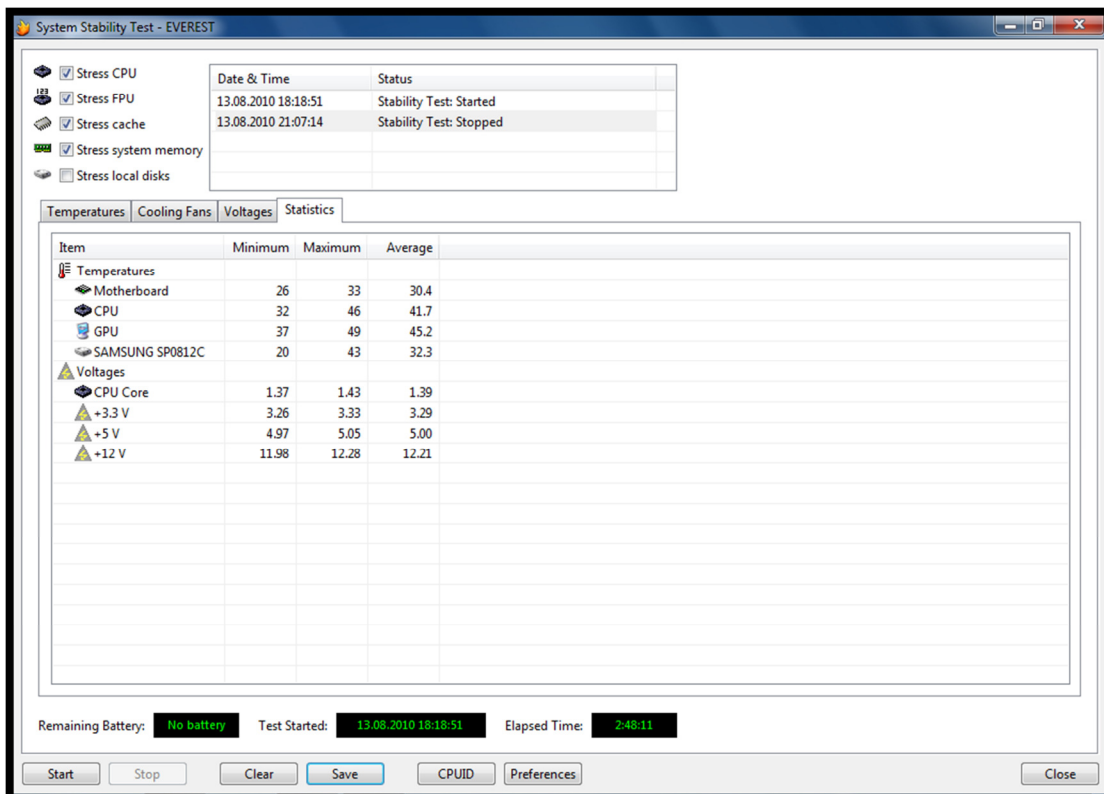 System Stability Test - EVEREST
Stress CPU
Stress FPU
Stress cache
Stress system memory
Stress local disks
Date & Time Status
13.08.2010 18:18:51 Stability Test: Started
13.08.2010 21:07:14 Stability Test: Stopped
Temperatures Cooling Fans Voltages Statistics
Item Minimum Maximum Average
Temperatures
Motherboard 26 33 30.4
CPU 32 46 41.7
GPU 37 49 45.2
SAMSUNG SP0812C 20 43 32.3
Voltages
CPU Core 1.37 1.43 1.39
+3.3 V 3.26 3.33 3.29
+5 V 4.97 5.05 5.00
+12 V 11.98 12.28 12.21
Remaining Battery: No battery Test Started: 13.08.2010 18:18:51 Elapsed Time: 2:48:11
Start Stop Clear Save CPUID Preferences Close